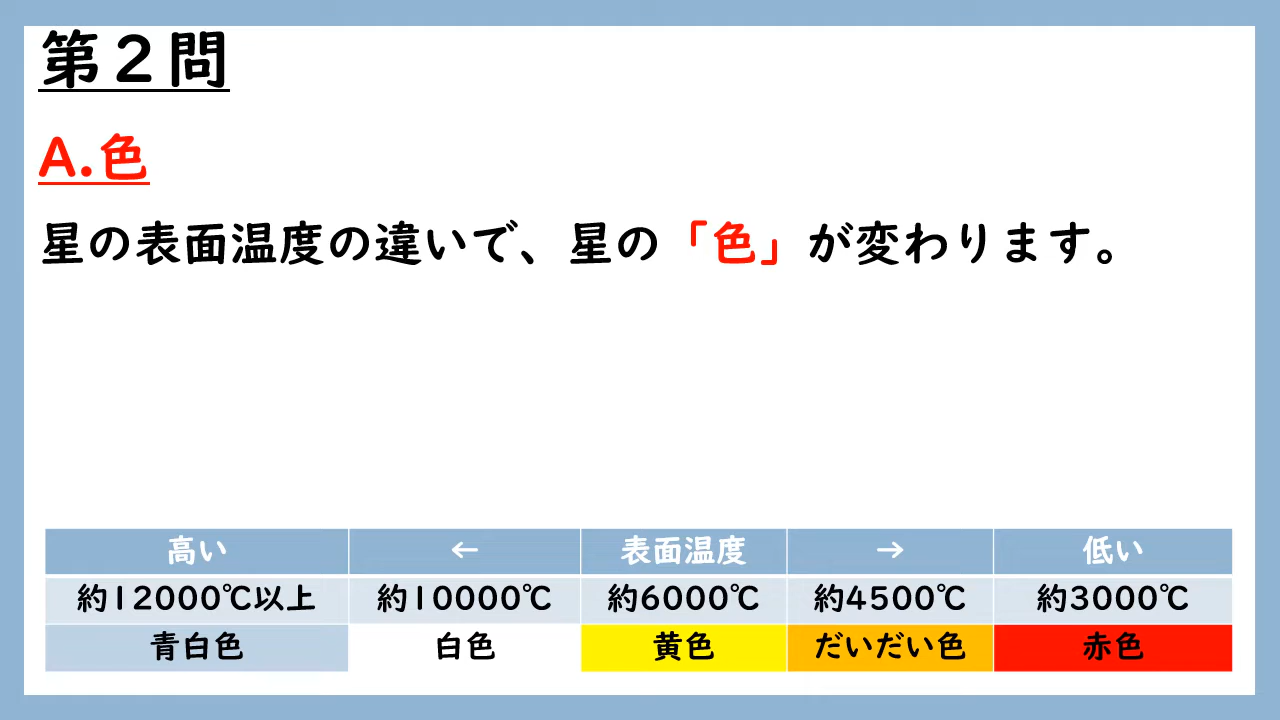 第２問
A.色
星の表面温度の違いで、星の「色」が変わります。
高い ← 表面温度 → 低い
約12000℃以上 約10000℃ 約6000℃ 約4500℃ 約3000℃
青白色 白色 黄色 だいだい色 赤色